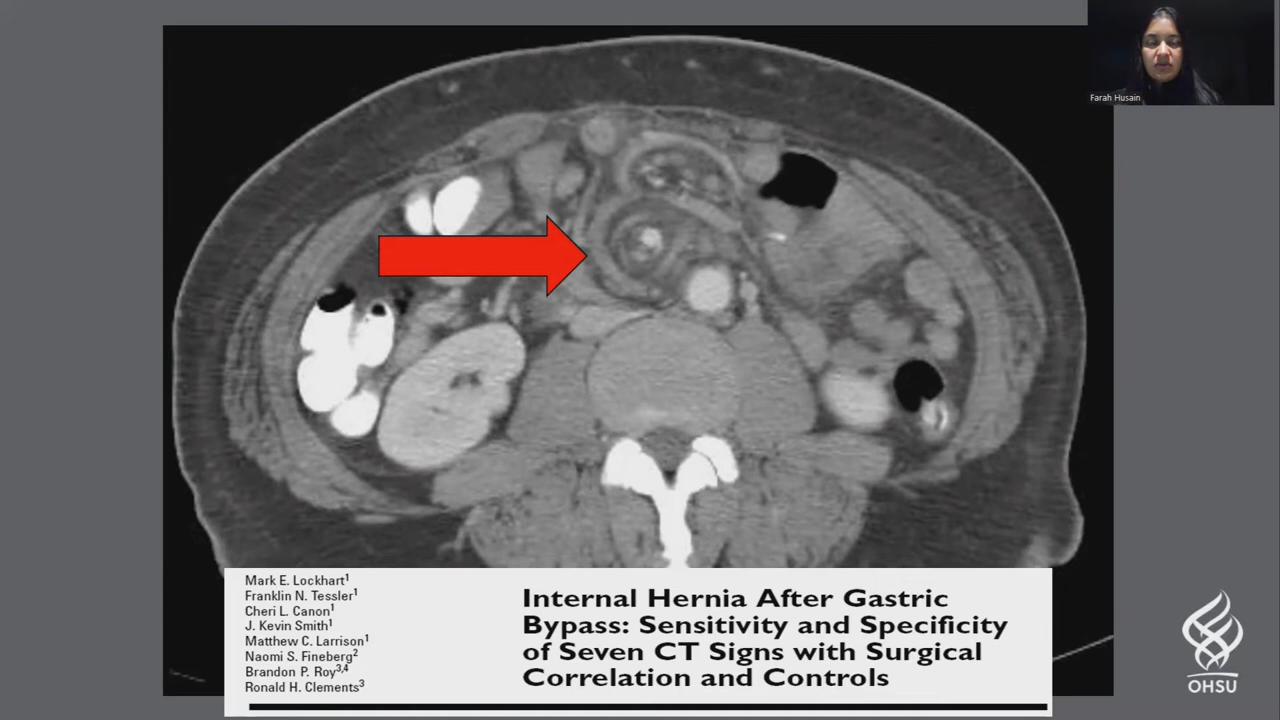 Farah Husain
Mark E. Lockhart1
Franklin N. Tessler1
Cheri L. Canon1
J. Kevin Smith1
Matthew C. Larrison1
Naomi S. Fineberg2
Brandon P. Roy3,4
Ronald H. Clements3
Internal Hernia After Gastric
Bypass: Sensitivity and Specificity
of Seven CT Signs with Surgical
Correlation and Controls
OHSU